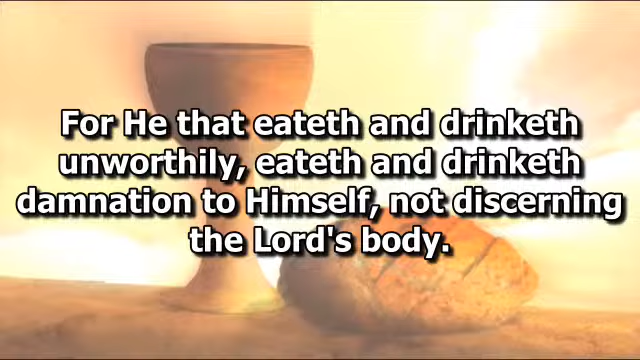 For He that eateth and drinketh
unworthily, eateth and drinketh
damnation to Himself, not discerning
the Lord's body.